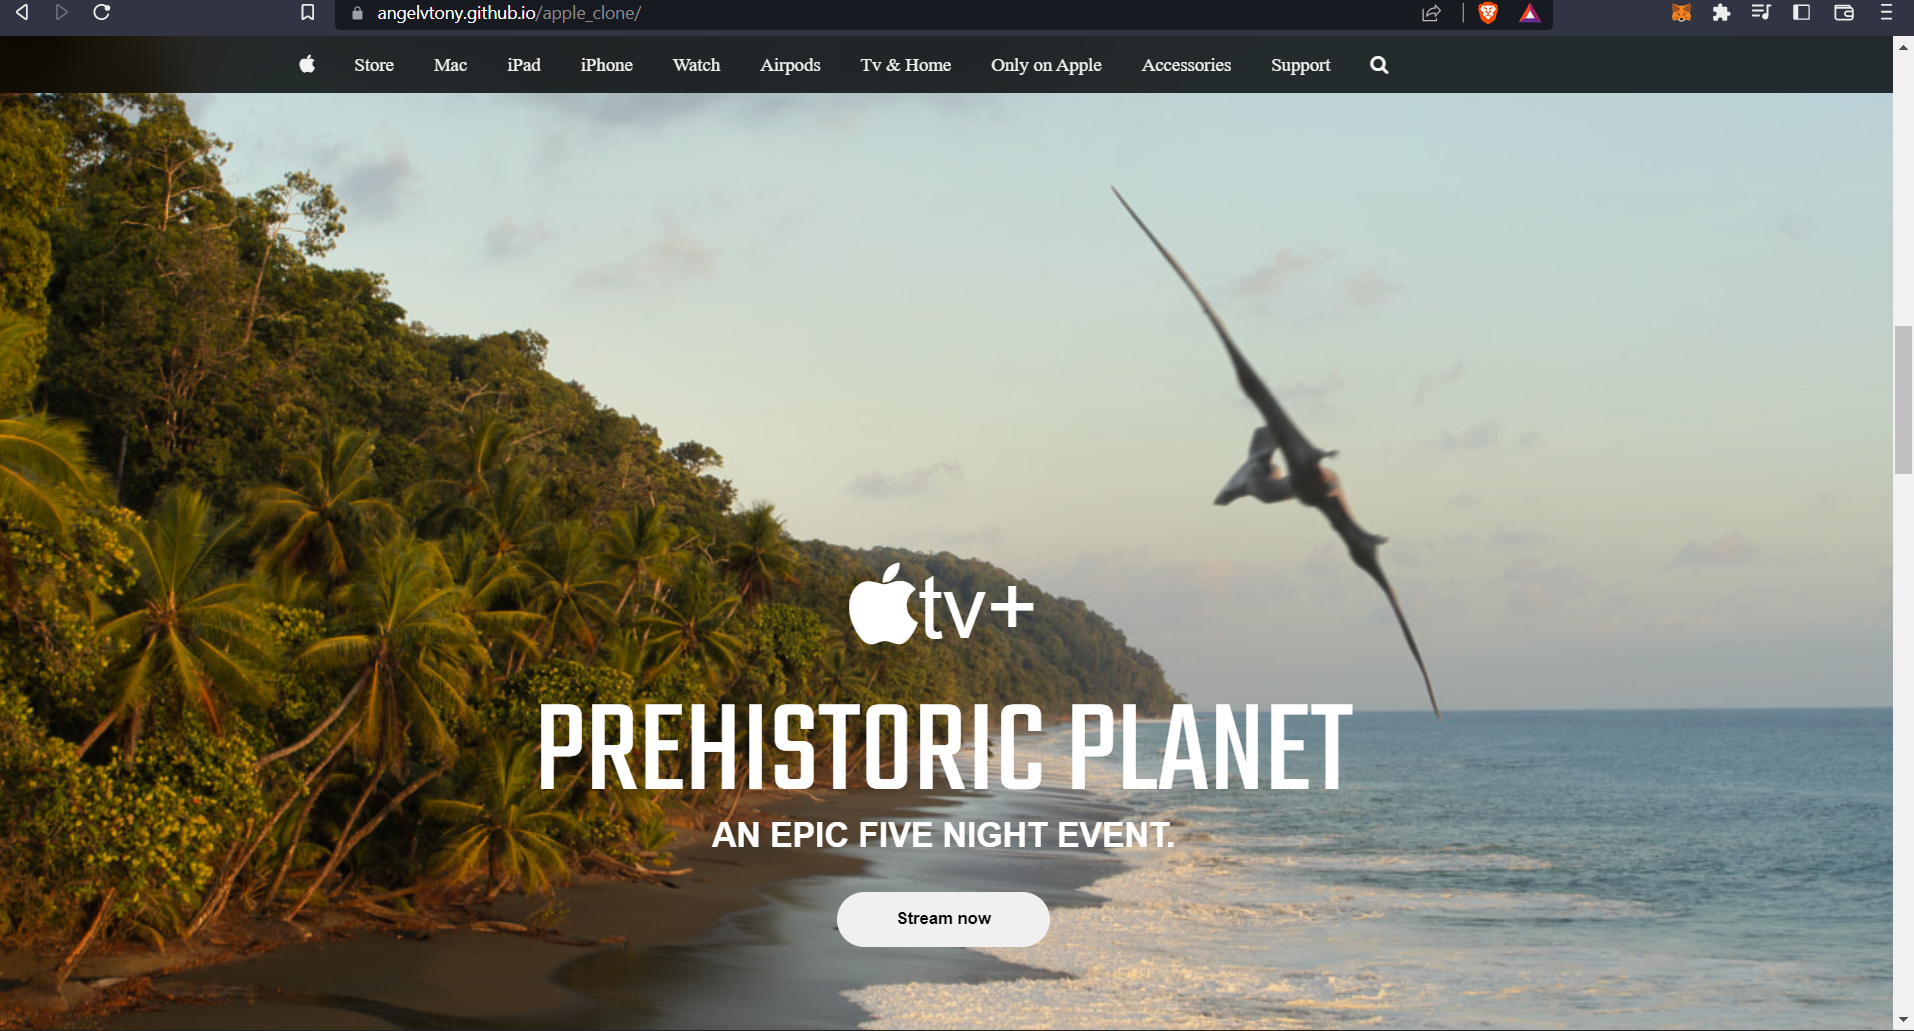 angelvtony.github.io/apple_clone/
Store Mac iPad iPhone Watch Airpods Tv & Home Only on Apple Accessories Support
tv+
PREHISTORIC PLANET
AN EPIC FIVE NIGHT EVENT.
Stream now